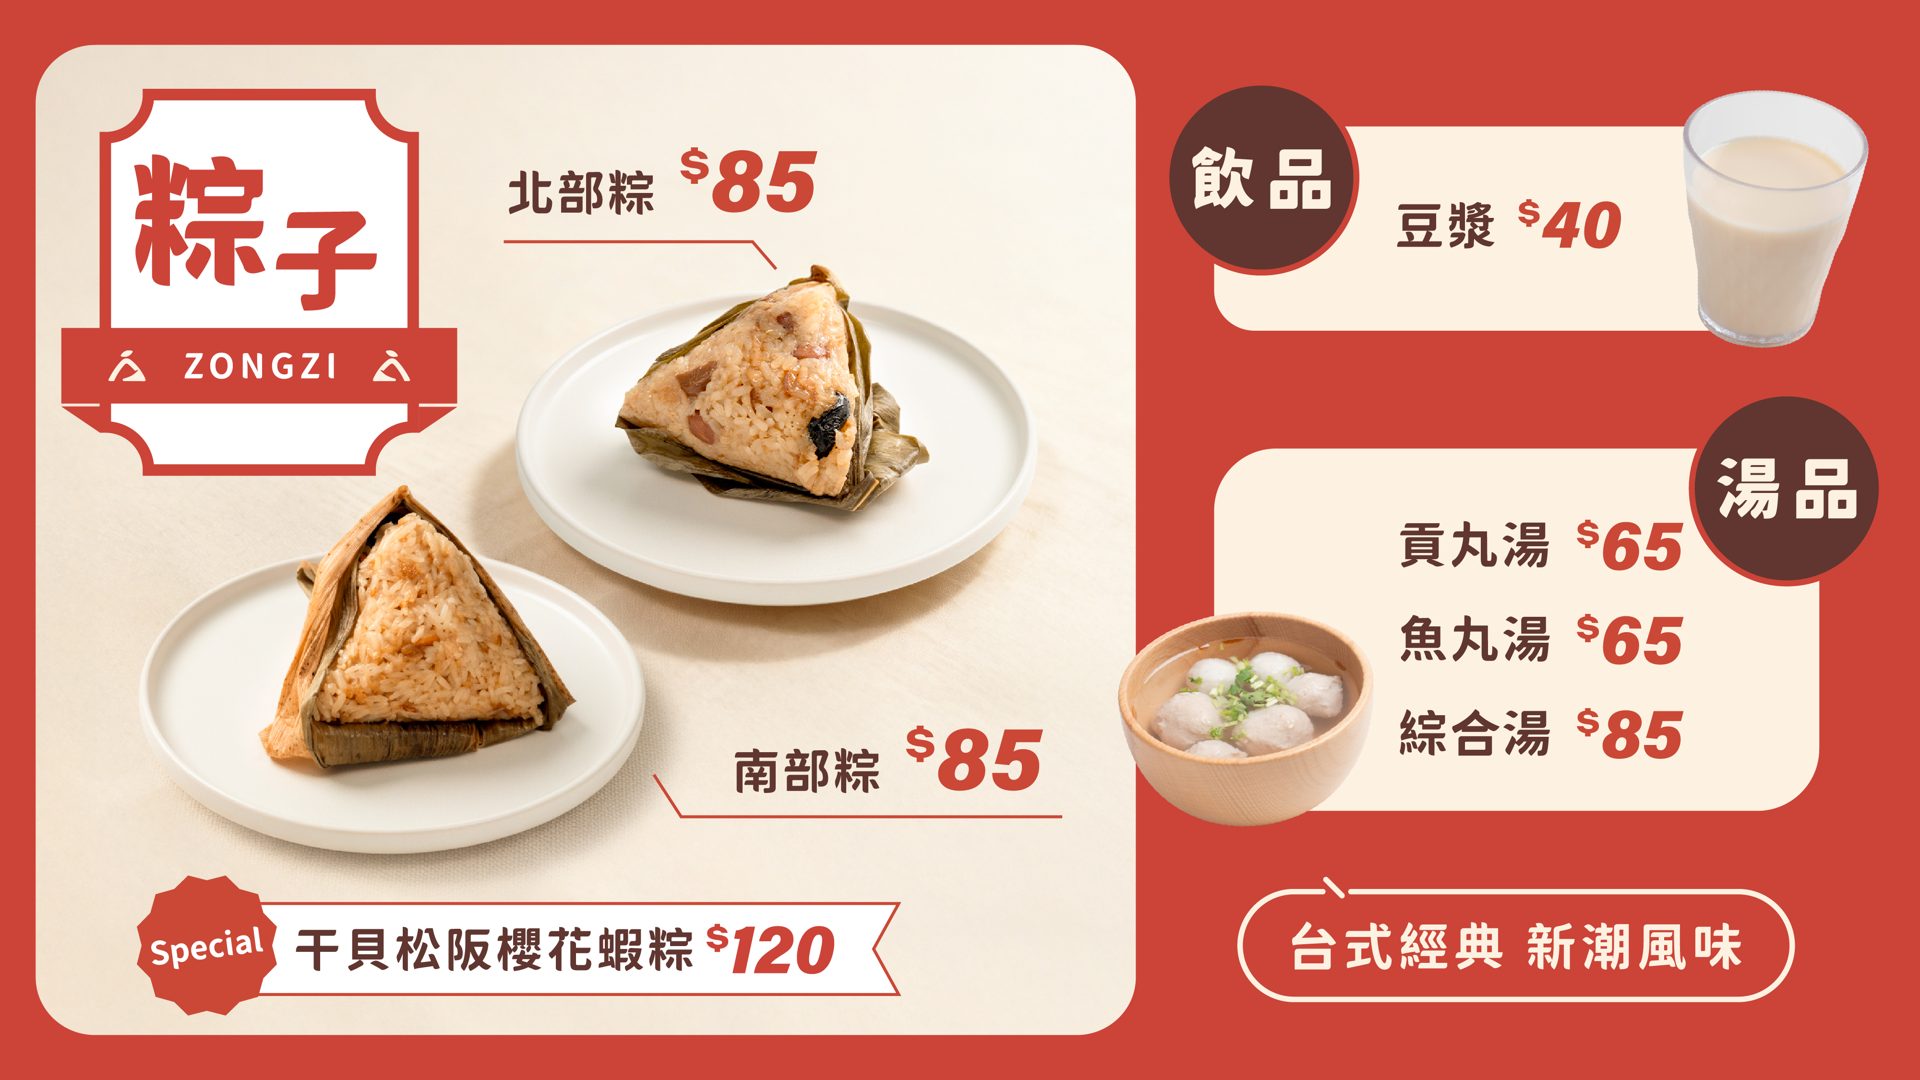 粽子
ZONGZI
北部粽 $85
南部粽 $85
Special 干貝松阪櫻花蝦粽 $120
飲品
豆漿 $40
湯品
貢丸湯 $65
魚丸湯 $65
綜合湯 $85
台式經典 新潮風味